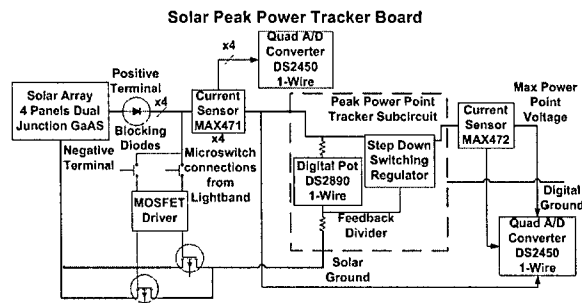 Solar Peak Power Tracker Board
x4
Quad A/D
Converter
DS2450
1-Wire
Positive
Terminal
x4
Solar Array
4 Panels Dual
Junction GaAS
Blocking
Diodes
Current
Sensor
MAX471
x4
Peak Power Point
Tracker Subcircuit
Current
Sensor
MAX472
Max Power
Point
Voltage
Negative
Terminal
Microswitch
connections
from
Lightband
Step Down
Switching
Regulator
Digital Pot
DS2890
1-Wire
MOSFET
Driver
Feedback
Divider
Digital
Ground
Quad A/D
Converter
DS2450
1-Wire
Solar
Ground